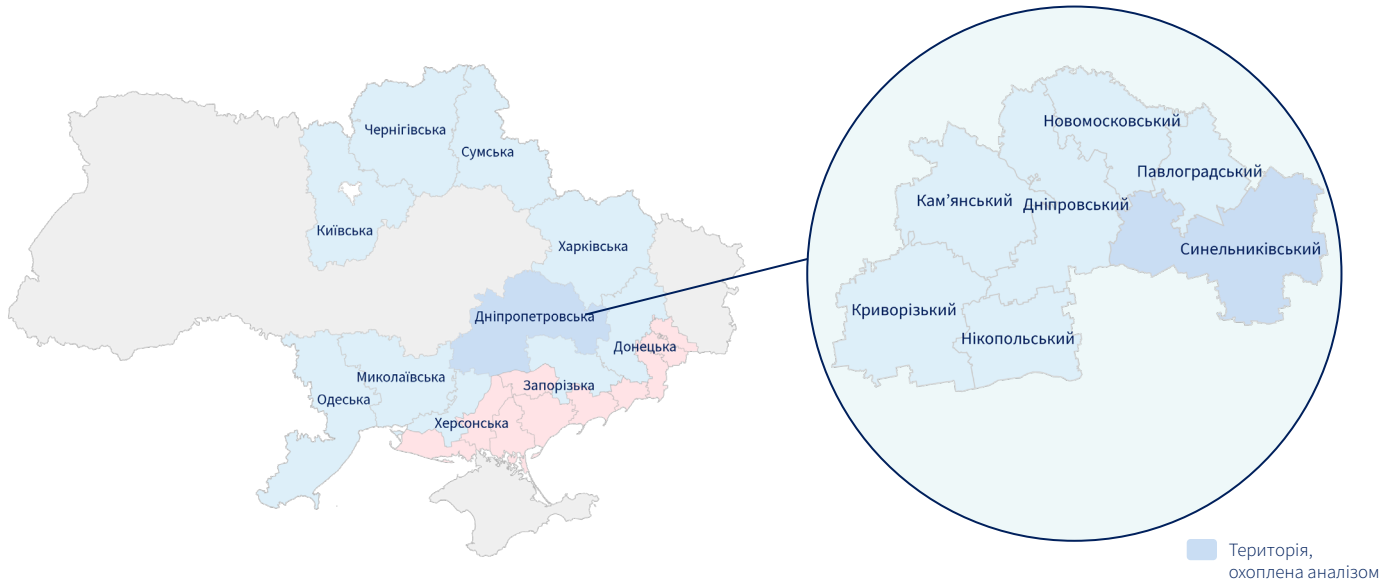 Чернігівська
Сумська
Київська
Харківська
Дніпропетровська
Донецька
Миколаївська
Запорізька
Одеська
Херсонська
Новомосковський
Павлоградський
Кам’янський
Дніпровський
Синельниківський
Криворізький
Нікопольський
Територія,
охоплена аналізом